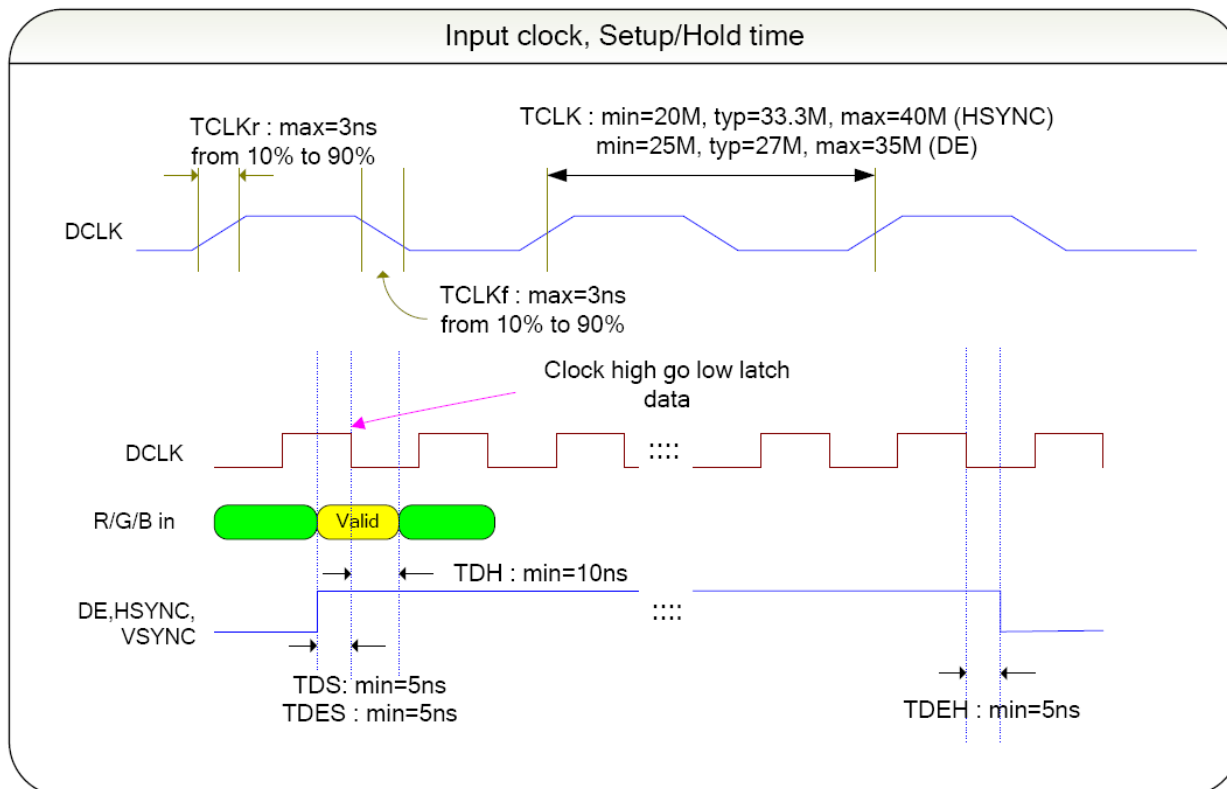 Input clock, Setup/Hold time
TCLKr : max=3ns
from 10% to 90%
TCLK : min=20M, typ=33.3M, max=40M (HSYNC)
min=25M, typ=27M, max=35M (DE)
DCLK
TCLKf : max=3ns
from 10% to 90%
Clock high go low latch
data
DCLK
::::
R/G/B in
Valid
TDH : min=10ns
DE,HSYNC,
VSYNC
::::
TDS: min=5ns
TDES : min=5ns
TDEH : min=5ns